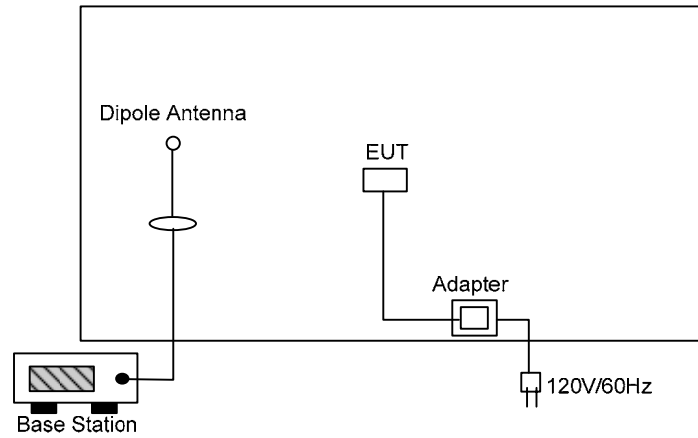 Dipole Antenna
EUT
Adapter
120V/60Hz
Base Station